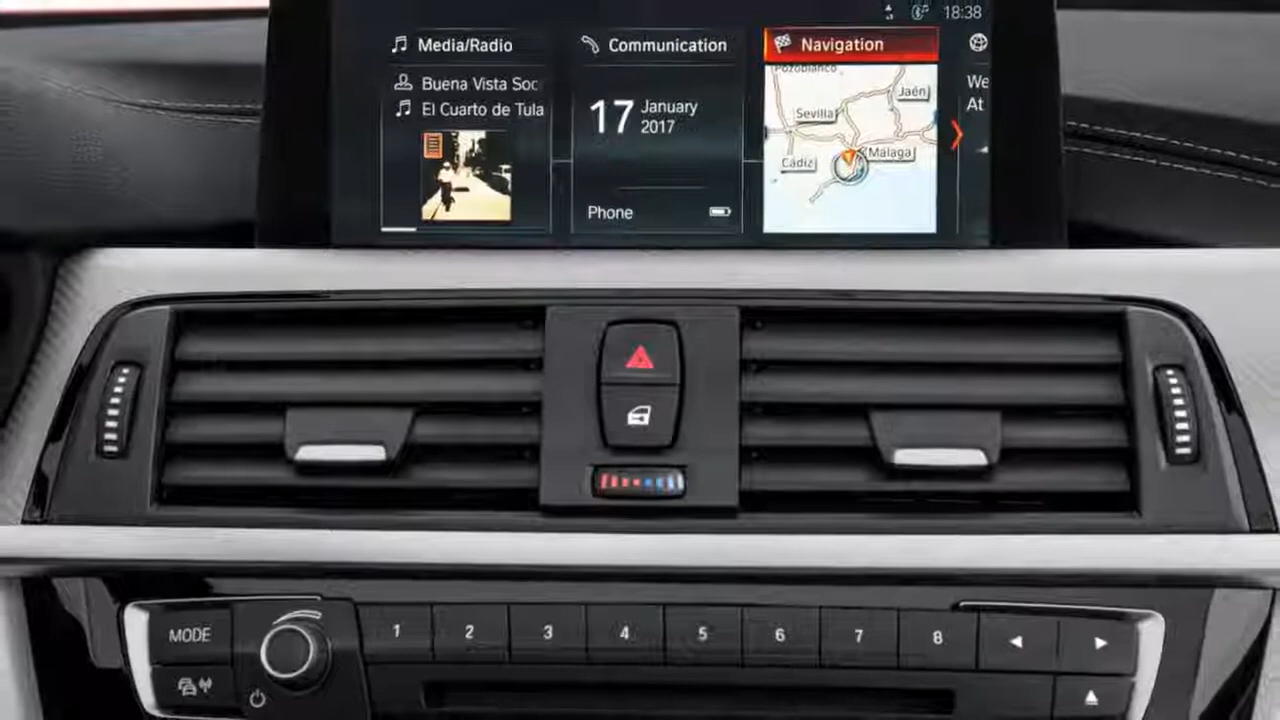 18:38
Media/Radio
Buena Vista Soc
El Cuarto de Tula
Communication
17 January
2017
Phone
Navigation
Pozoblanco
Jaén
Sevilla
Málaga
Cádiz
We
At
MODE
1 2 3 4 5 6 7 8